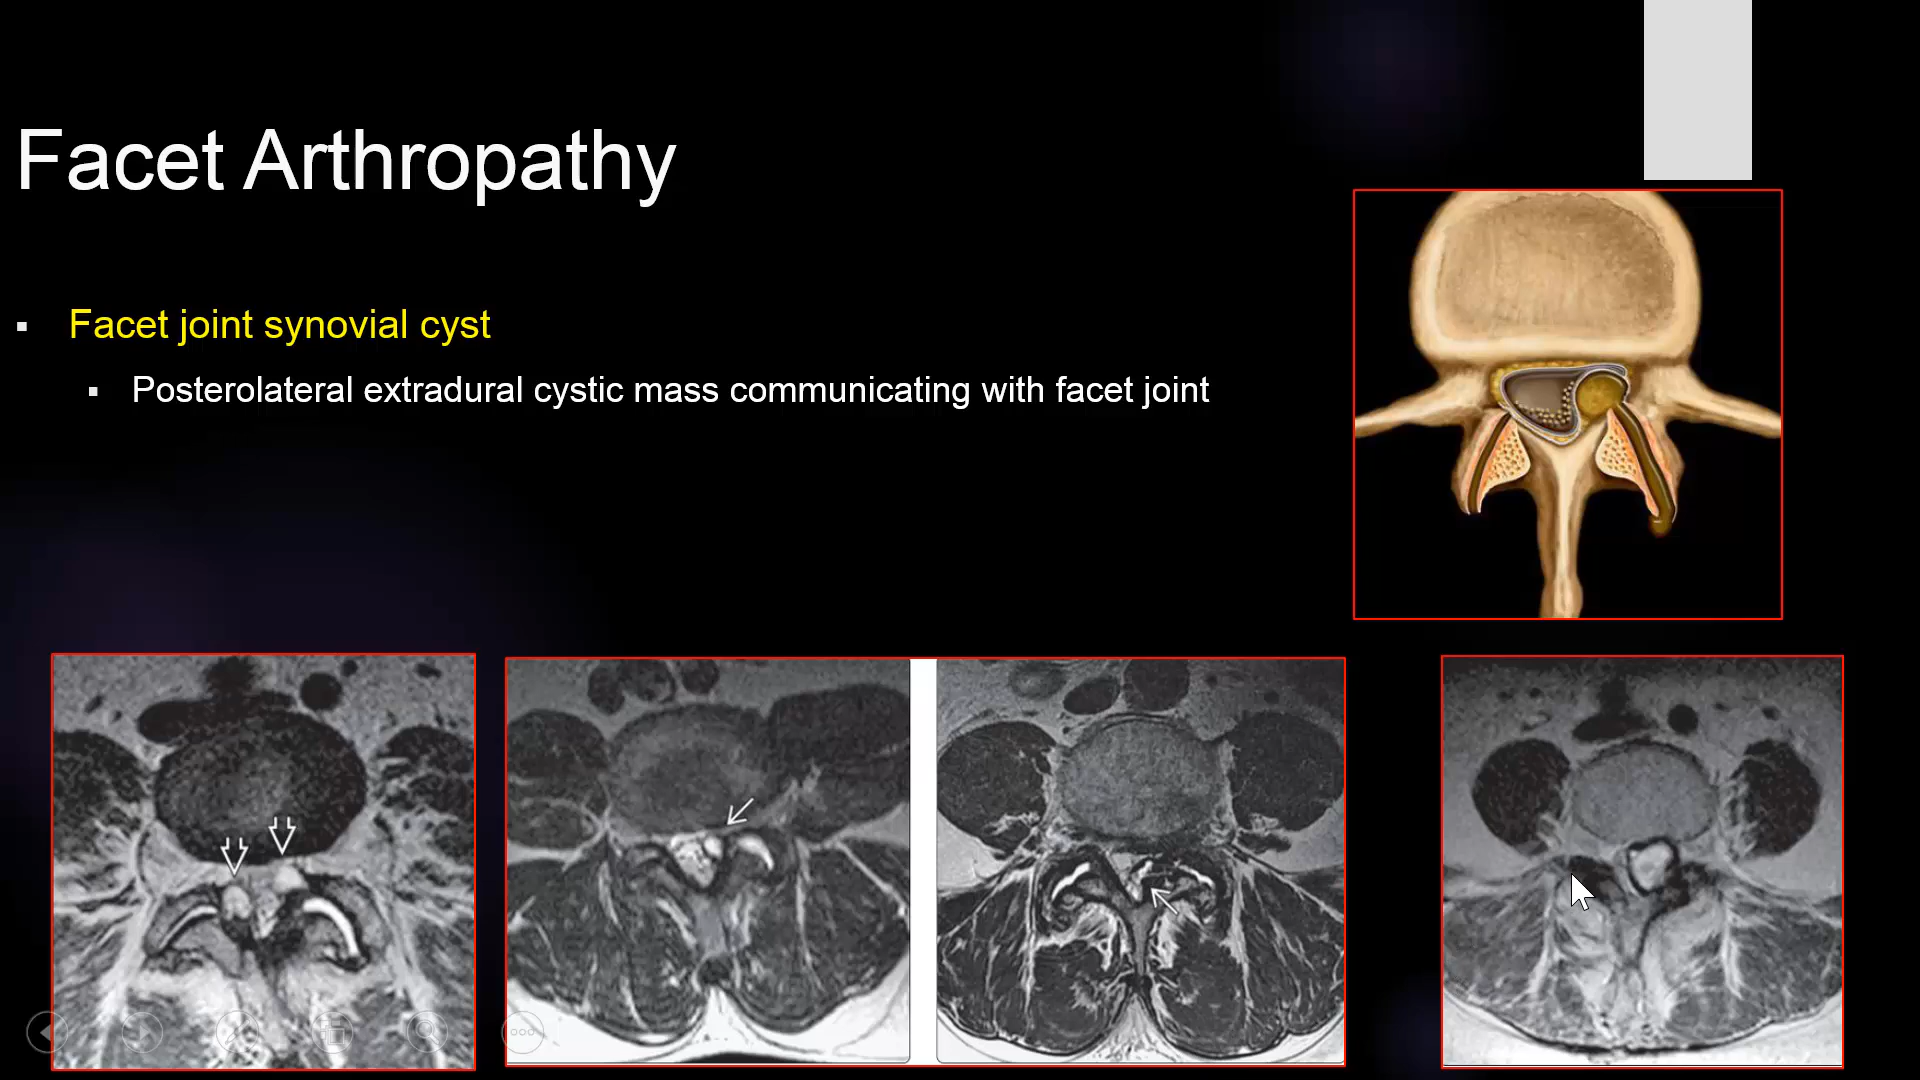 Facet Arthropathy
Facet joint synovial cyst
Posterolateral extradural cystic mass communicating with facet joint